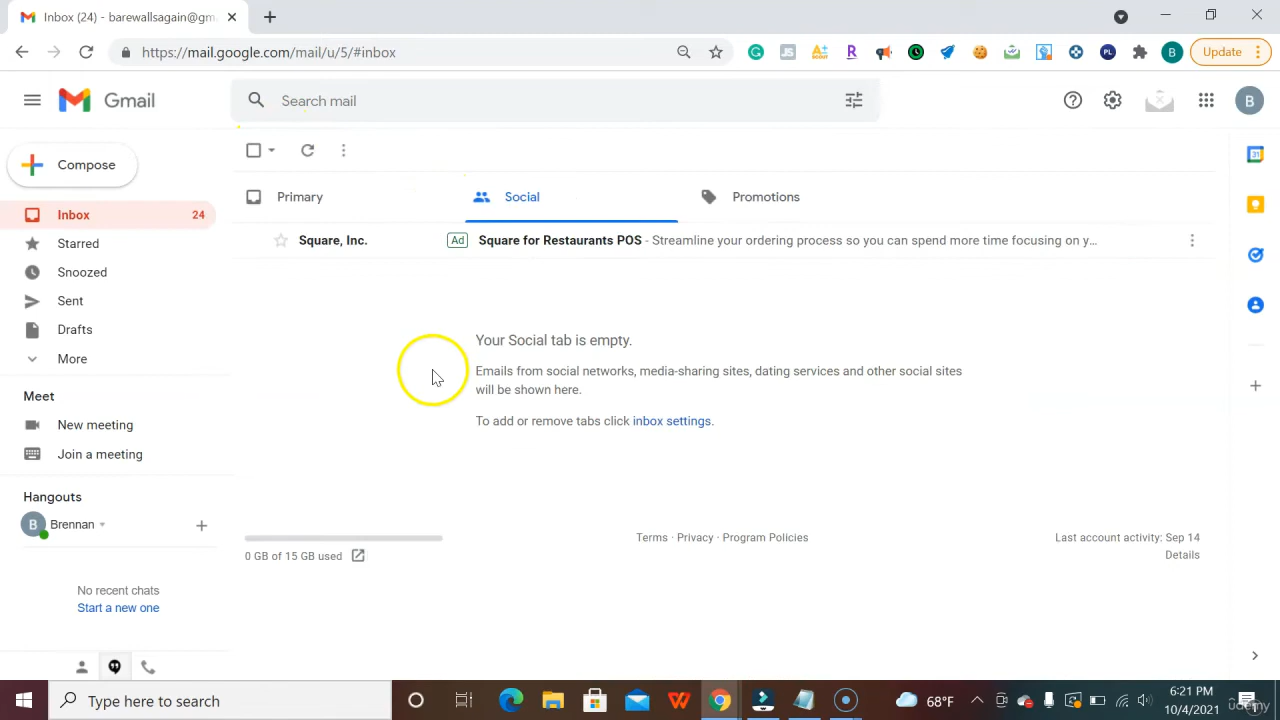 Inbox (24) - barewallsagain@gm
https://mail.google.com/mail/u/5/#inbox
Update
Gmail
Search mail
B
Compose
Inbox 24
Starred
Snoozed
Sent
Drafts
More
Meet
New meeting
Join a meeting
Hangouts
B Brennan
No recent chats
Start a new one
Primary
Social
Promotions
Square, Inc. Ad Square for Restaurants POS - Streamline your ordering process so you can spend more time focusing on y...
Your Social tab is empty.
Emails from social networks, media-sharing sites, dating services and other social sites
will be shown here.
To add or remove tabs click inbox settings.
0 GB of 15 GB used
Terms · Privacy · Program Policies
Last account activity: Sep 14
Details
31
Type here to search
68°F
6:21 PM
10/4/2021
udemy